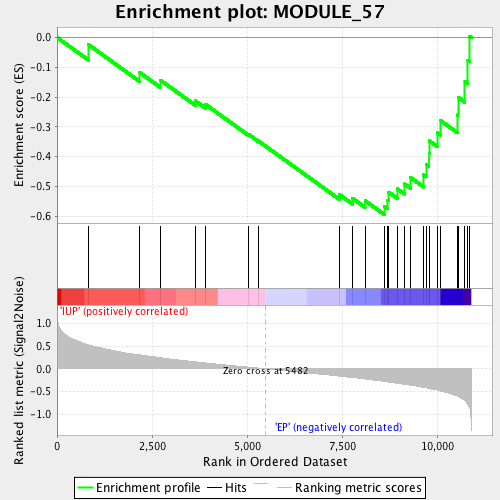 Enrichment plot: MODULE_57
Enrichment score (ES)
0.0
-0.1
-0.2
-0.3
-0.4
-0.5
-0.6
'IUP' (positively correlated)
Ranked list metric (Signal2Noise)
1.0
0.5
0.0
-0.5
-1.0
Zero cross at 5482
'EP' (negatively correlated)
0 2,500 5,000 7,500 10,000
Rank in Ordered Dataset
Enrichment profile Hits Ranking metric scores